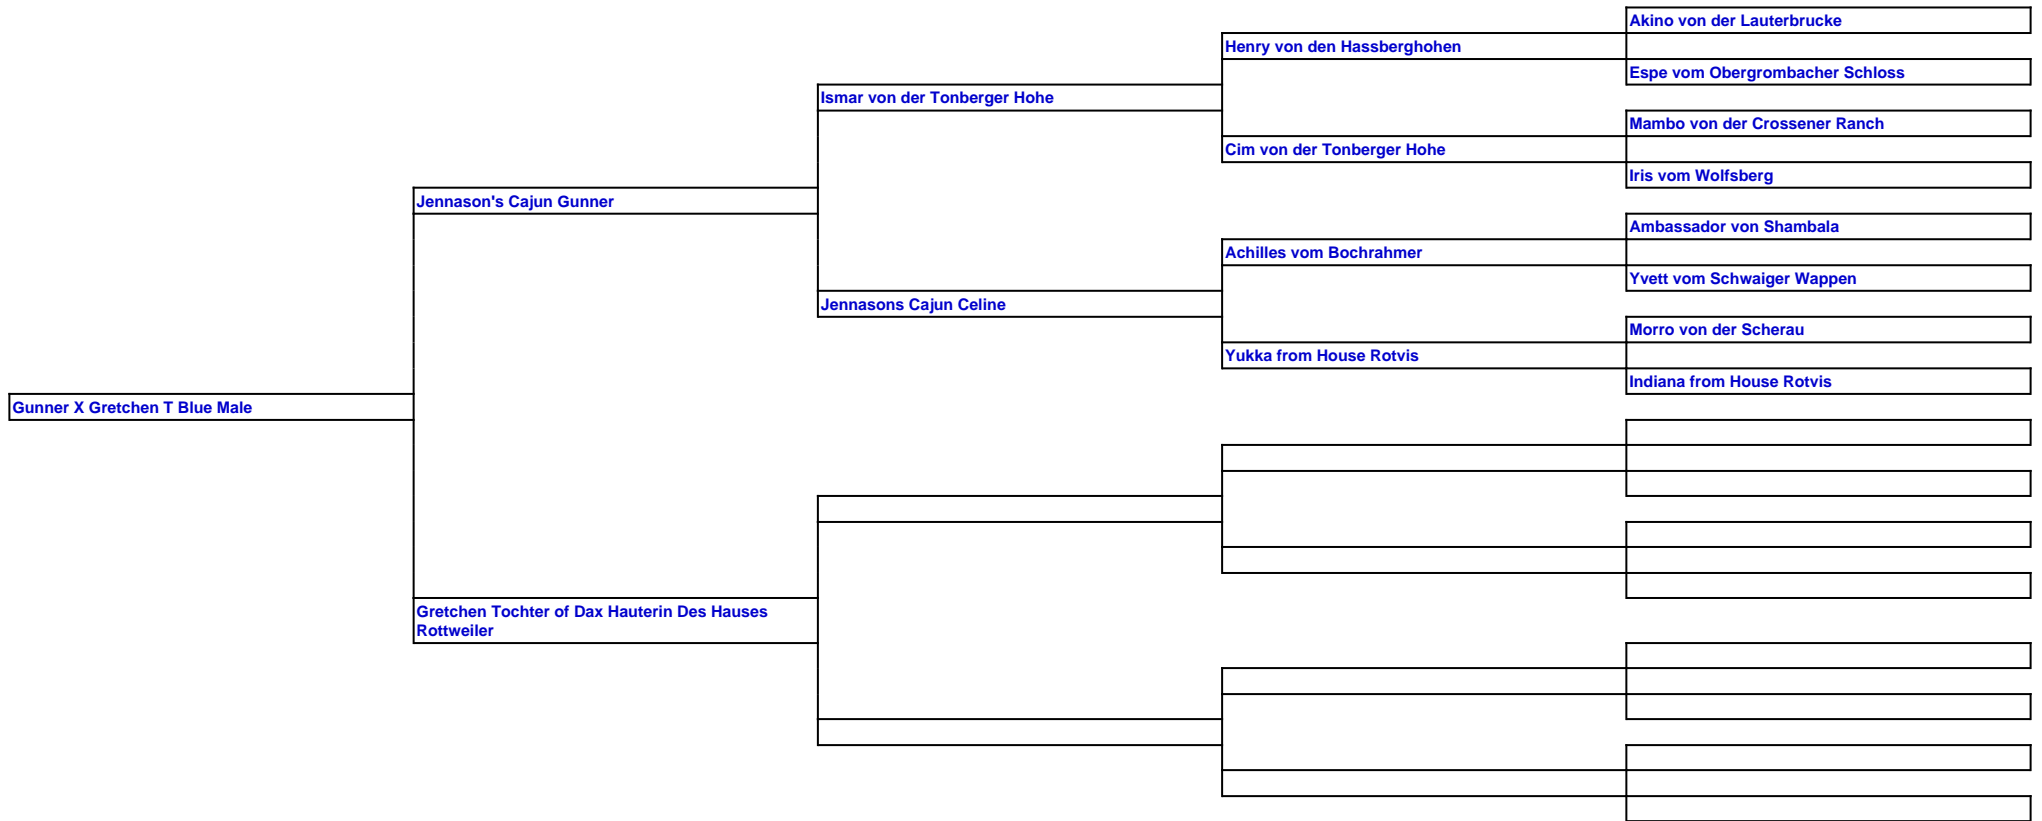 Akino von der Lauterbrucke
Henry von den Hassberghohen
Espe vom Obergrombacher Schloss
Ismar von der Tonberger Hohe
Mambo von der Crossener Ranch
Cim von der Tonberger Hohe
Iris vom Wolfsberg
Jennason's Cajun Gunner
Ambassador von Shambala
Achilles vom Bochrahmer
Yvett vom Schwaiger Wappen
Jennasons Cajun Celine
Morro von der Scherau
Yukka from House Rotvis
Indiana from House Rotvis
Gunner X Gretchen T Blue Male
Gretchen Tochter of Dax Hauterin Des Hauses
Rottweiler